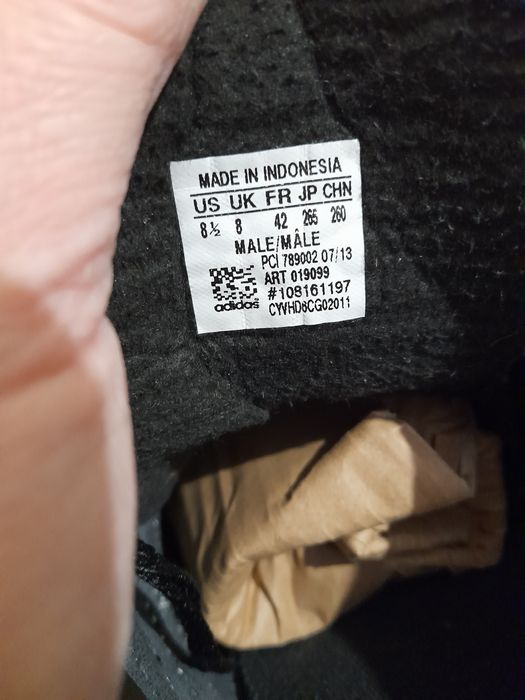 MADE IN INDONESIA
US UK FR JP CHN
8½ 8 42 265 260
MALE/MÂLE
PCI 789002 07/13
ART 019099
#108161197
CYVHD6CG02011
adidas